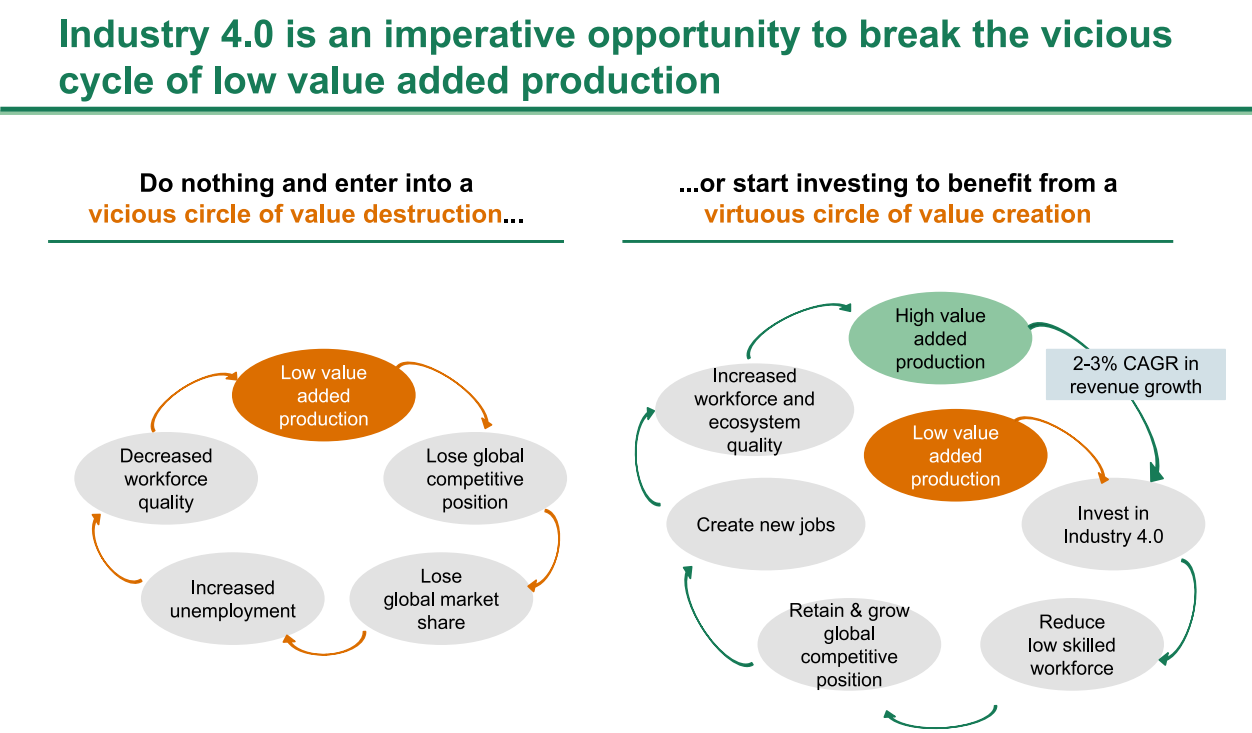 Industry 4.0 is an imperative opportunity to break the vicious
cycle of low value added production
Do nothing and enter into a
vicious circle of value destruction...
Low value
added
production
Lose global
competitive
position
Lose
global market
share
Increased
unemployment
Decreased
workforce
quality
...or start investing to benefit from a
virtuous circle of value creation
High value
added
production
2-3% CAGR in
revenue growth
Low value
added
production
Invest in
Industry 4.0
Reduce
low skilled
workforce
Retain & grow
global
competitive
position
Create new jobs
Increased
workforce and
ecosystem
quality